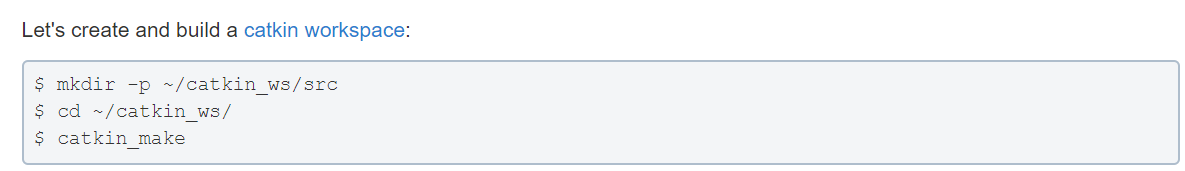 Let's create and build a catkin workspace:
$ mkdir -p ~/catkin_ws/src
$ cd ~/catkin_ws/
$ catkin_make